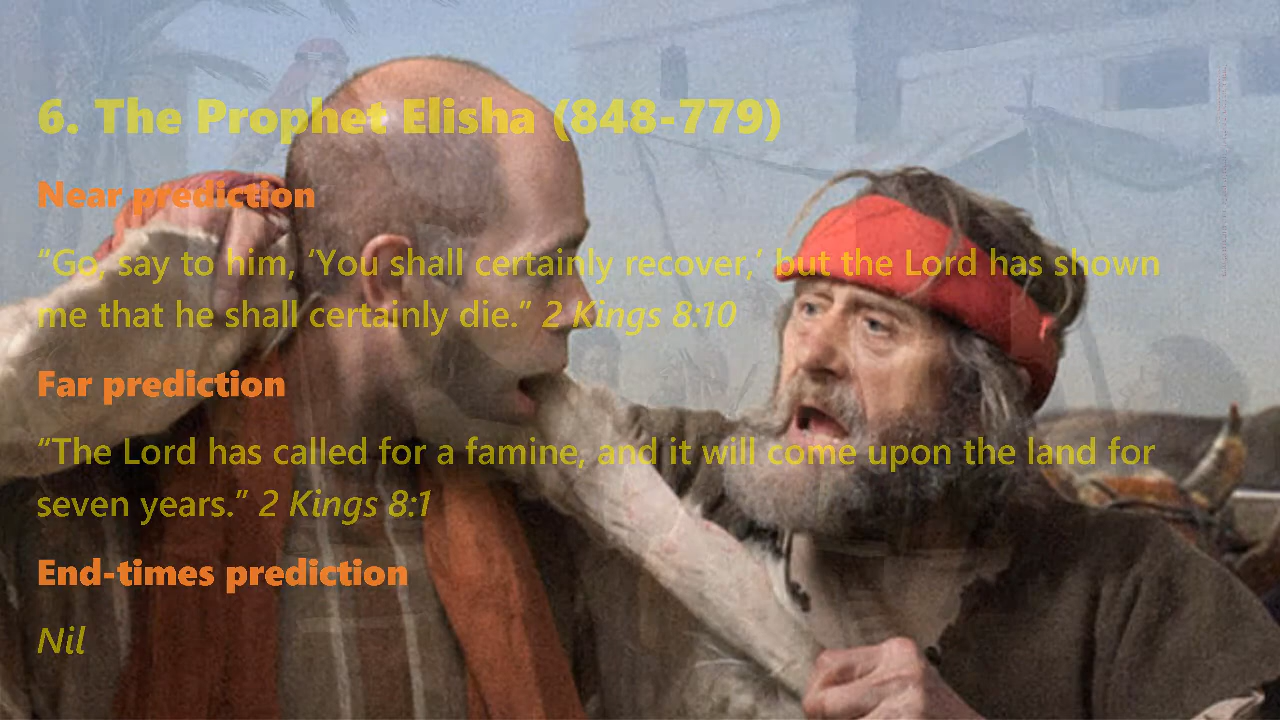 6. The Prophet Elisha (848-779)
Near prediction
“Go, say to him, ‘You shall certainly recover,’ but the Lord has shown
me that he shall certainly die.” 2 Kings 8:10
Far prediction
“The Lord has called for a famine, and it will come upon the land for
seven years.” 2 Kings 8:1
End-times prediction
Nil